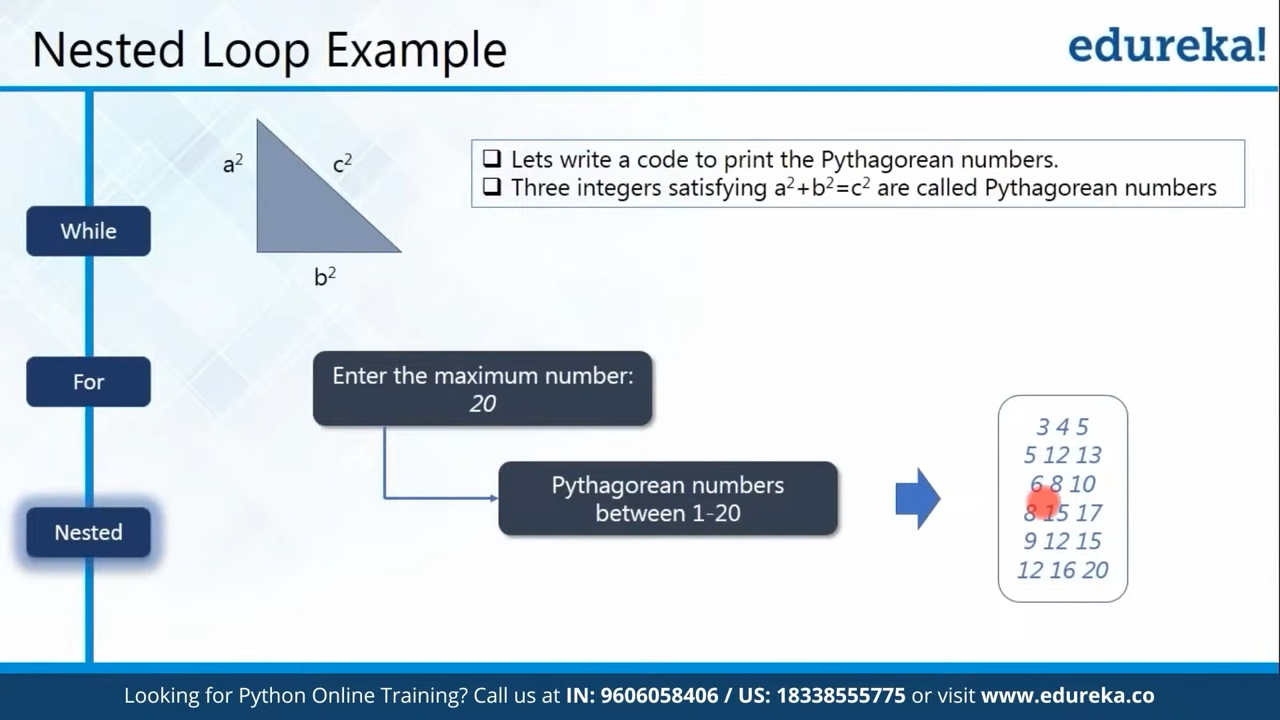 Nested Loop Example
edureka!
a²
c²
b²
❑ Lets write a code to print the Pythagorean numbers.
❑ Three integers satisfying a²+b²=c² are called Pythagorean numbers
While
For
Nested
Enter the maximum number:
20
Pythagorean numbers
between 1-20
3 4 5
5 12 13
6 8 10
8 15 17
9 12 15
12 16 20
Looking for Python Online Training? Call us at IN: 9606058406 / US: 18338555775 or visit www.edureka.co